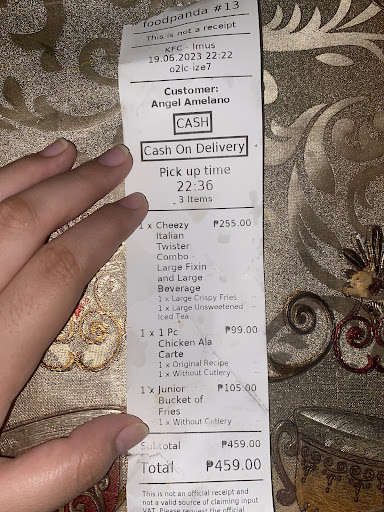 foodpanda #13
This is not a receipt
KFC - Imus
19.06.2023 22:22
o2lc-ize7
Customer:
Angel Amelano
CASH
Cash On Delivery
Pick up time
22:36
3 Items
1 x Cheezy ₱255.00
Italian
Twister
Combo -
Large Fixin
and Large
Beverage
1 x Large Crispy Fries
1 x Large Unsweetened
Iced Tea
1 x 1 Pc ₱99.00
Chicken Ala
Carte
1 x Original Recipe
1 x Without Cutlery
1 x Junior ₱105.00
Bucket of
Fries
1 x Without Cutlery
Subtotal ₱459.00
Total ₱459.00
This is not an official receipt and
not a valid source of claiming input
VAT. Please request the official